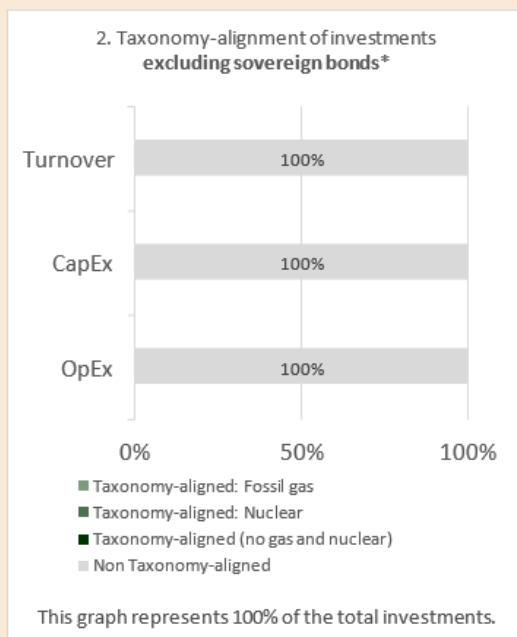 2. Taxonomy-alignment of investments
excluding sovereign bonds*
Turnover
100%
CapEx
100%
OpEx
100%
0%
50%
100%
Taxonomy-aligned: Fossil gas
Taxonomy-aligned: Nuclear
Taxonomy-aligned (no gas and nuclear)
Non Taxonomy-aligned
This graph represents 100% of the total investments.